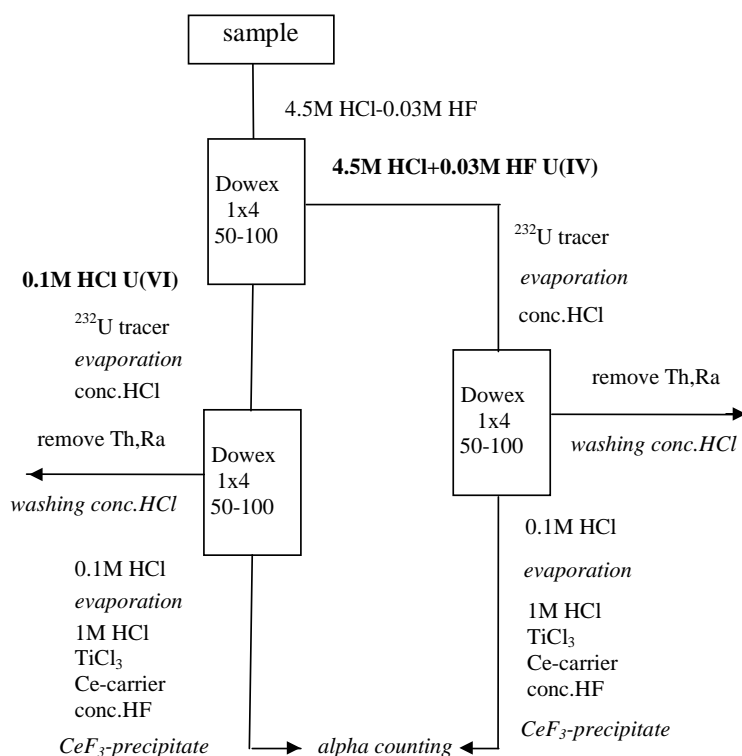 sample
4.5M HCl-0.03M HF
Dowex
1x4
50-100
4.5M HCl+0.03M HF U(IV)
²³²U tracer
evaporation
conc.HCl
0.1M HCl U(VI)
²³²U tracer
evaporation
conc.HCl
Dowex
1x4
50-100
remove Th,Ra
washing conc.HCl
remove Th,Ra
washing conc.HCl
Dowex
1x4
50-100
0.1M HCl
evaporation
1M HCl
TiCl₃
Ce-carrier
conc.HF
CeF₃-precipitate
0.1M HCl
evaporation
1M HCl
TiCl₃
Ce-carrier
conc.HF
CeF₃-precipitate
alpha counting